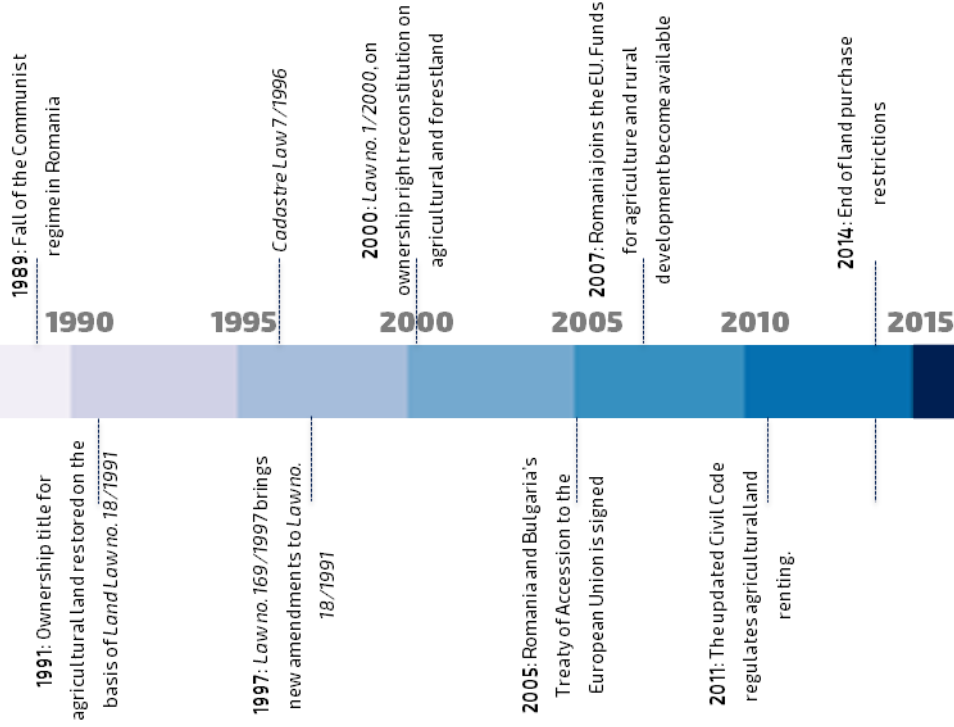 1989: Fall of the Communist
regime in Romania
Cadastre Law 7/1996
2000: Law no. 1/2000, on
ownership right reconstitution on
agricultural and forestland
2007: Romania joins the EU. Funds
for agriculture and rural
development become available
2014: End of land purchase
restrictions
1990
1995
2000
2005
2010
2015
1991: Ownership title for
agricultural land restored on the
basis of Land Law no. 18/1991
1997: Law no. 169/1997 brings
new amendments to Law no.
18/1991
2005: Romania and Bulgaria's
Treaty of Accession to the
European Union is signed
2011: The updated Civil Code
regulates agricultural land
renting.